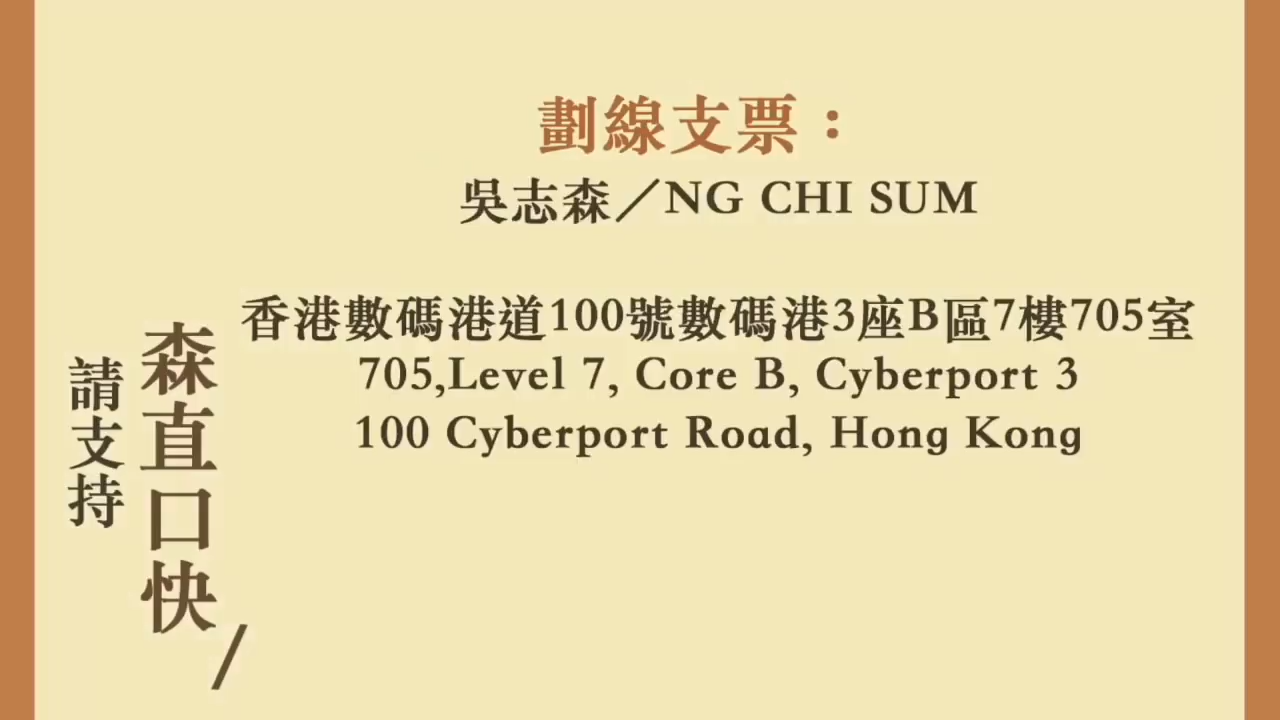 劃線支票：
吳志森／NG CHI SUM
香港數碼港道100號數碼港3座B區7樓705室
705,Level 7, Core B, Cyberport 3
100 Cyberport Road, Hong Kong
請支持
森直口快
/